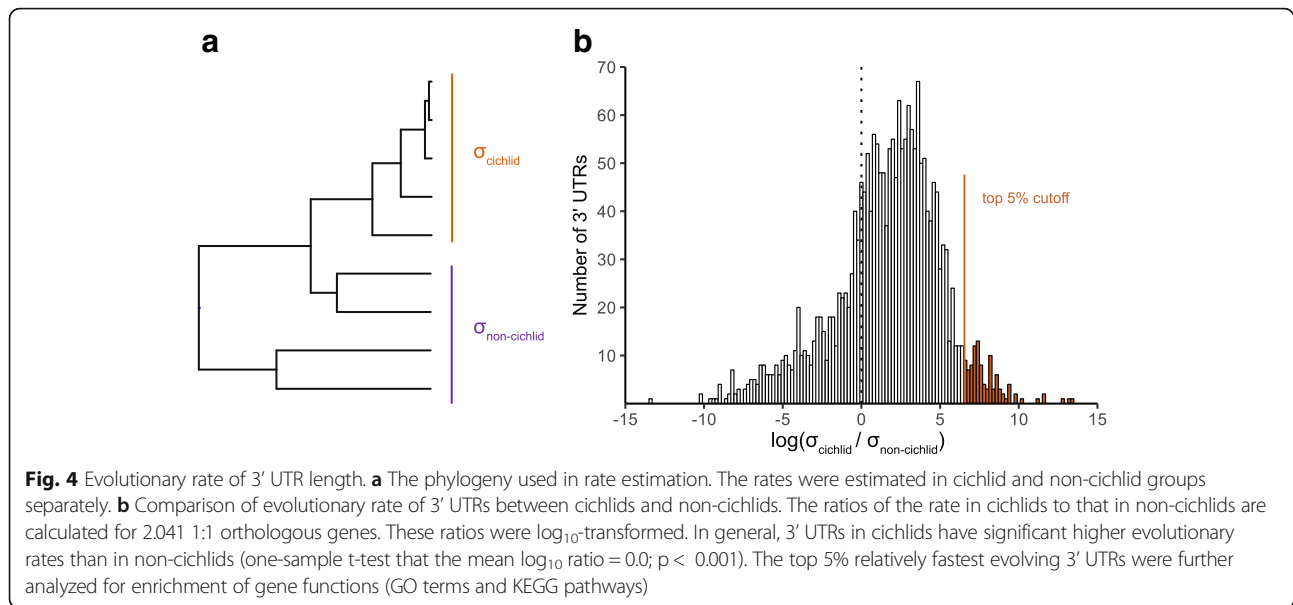 a
σcichlid
σnon-cichlid
b
70
60
50
40
30
20
10
Number of 3' UTRs
top 5% cutoff
-15
-10
-5
0
5
10
15
log(σcichlid / σnon-cichlid)
Fig. 4 Evolutionary rate of 3′ UTR length. a The phylogeny used in rate estimation. The rates were estimated in cichlid and non-cichlid groups
separately. b Comparison of evolutionary rate of 3′ UTRs between cichlids and non-cichlids. The ratios of the rate in cichlids to that in non-cichlids are
calculated for 2.041 1:1 orthologous genes. These ratios were log10-transformed. In general, 3′ UTRs in cichlids have significant higher evolutionary
rates than in non-cichlids (one-sample t-test that the mean log10 ratio = 0.0; p < 0.001). The top 5% relatively fastest evolving 3′ UTRs were further
analyzed for enrichment of gene functions (GO terms and KEGG pathways)